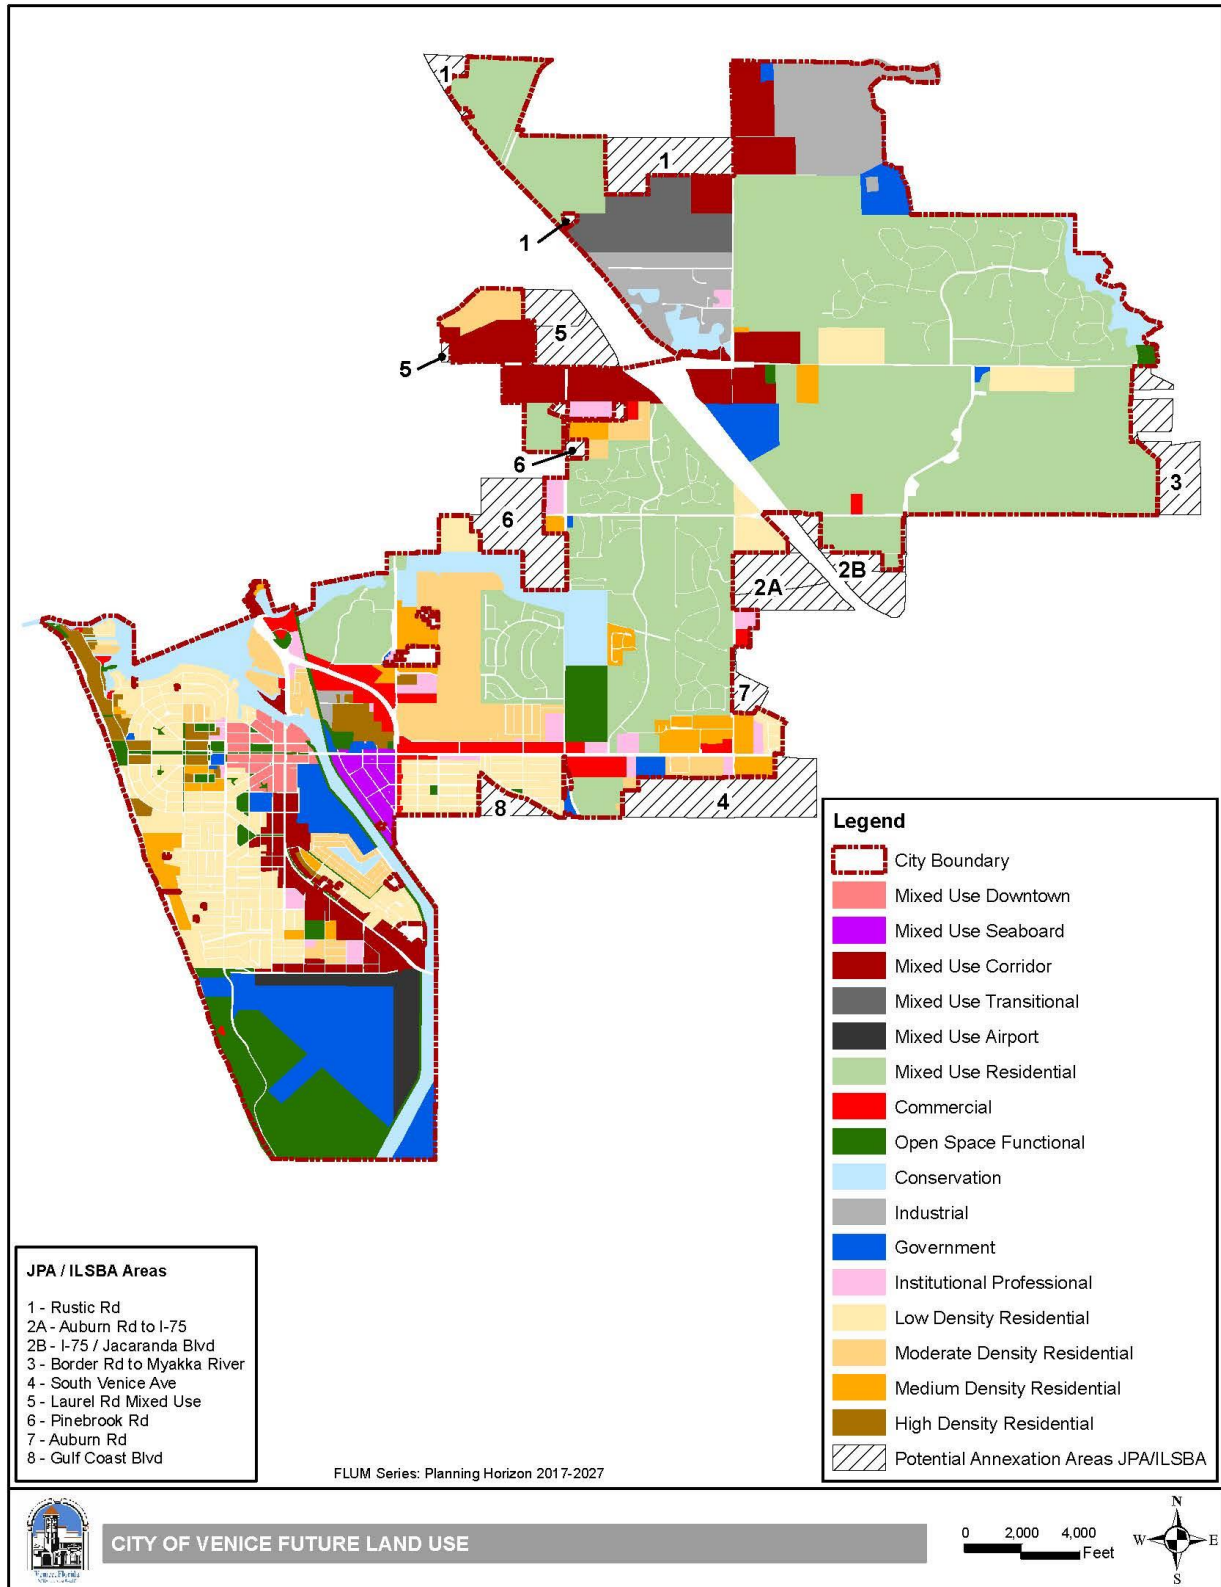 1
1
1
5
5
6
6
3
2A
2B
7
8
4
Legend
City Boundary
Mixed Use Downtown
Mixed Use Seaboard
Mixed Use Corridor
Mixed Use Transitional
Mixed Use Airport
Mixed Use Residential
Commercial
Open Space Functional
Conservation
Industrial
Government
Institutional Professional
Low Density Residential
Moderate Density Residential
Medium Density Residential
High Density Residential
Potential Annexation Areas JPA/ILSBA
JPA / ILSBA Areas
1 - Rustic Rd
2A - Auburn Rd to I-75
2B - I-75 / Jacaranda Blvd
3 - Border Rd to Myakka River
4 - South Venice Ave
5 - Laurel Rd Mixed Use
6 - Pinebrook Rd
7 - Auburn Rd
8 - Gulf Coast Blvd
FLUM Series: Planning Horizon 2017-2027
Venice, Florida
CITY OF VENICE FUTURE LAND USE
0 2,000 4,000
Feet
N
W E
S